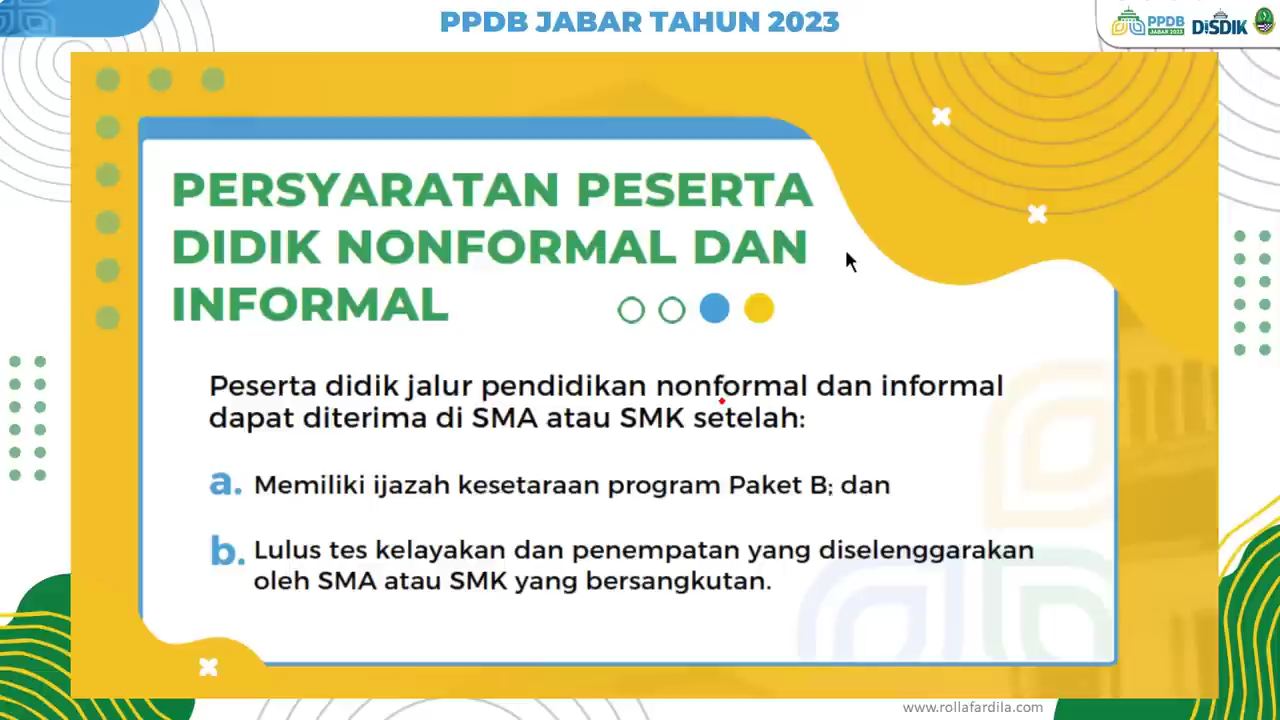 PPDB JABAR TAHUN 2023
PPDB
JABAR 2023
DISDIK
PERSYARATAN PESERTA
DIDIK NONFORMAL DAN
INFORMAL
Peserta didik jalur pendidikan nonformal dan informal
dapat diterima di SMA atau SMK setelah:
a. Memiliki ijazah kesetaraan program Paket B; dan
b. Lulus tes kelayakan dan penempatan yang diselenggarakan
oleh SMA atau SMK yang bersangkutan.
www.rollafardila.com